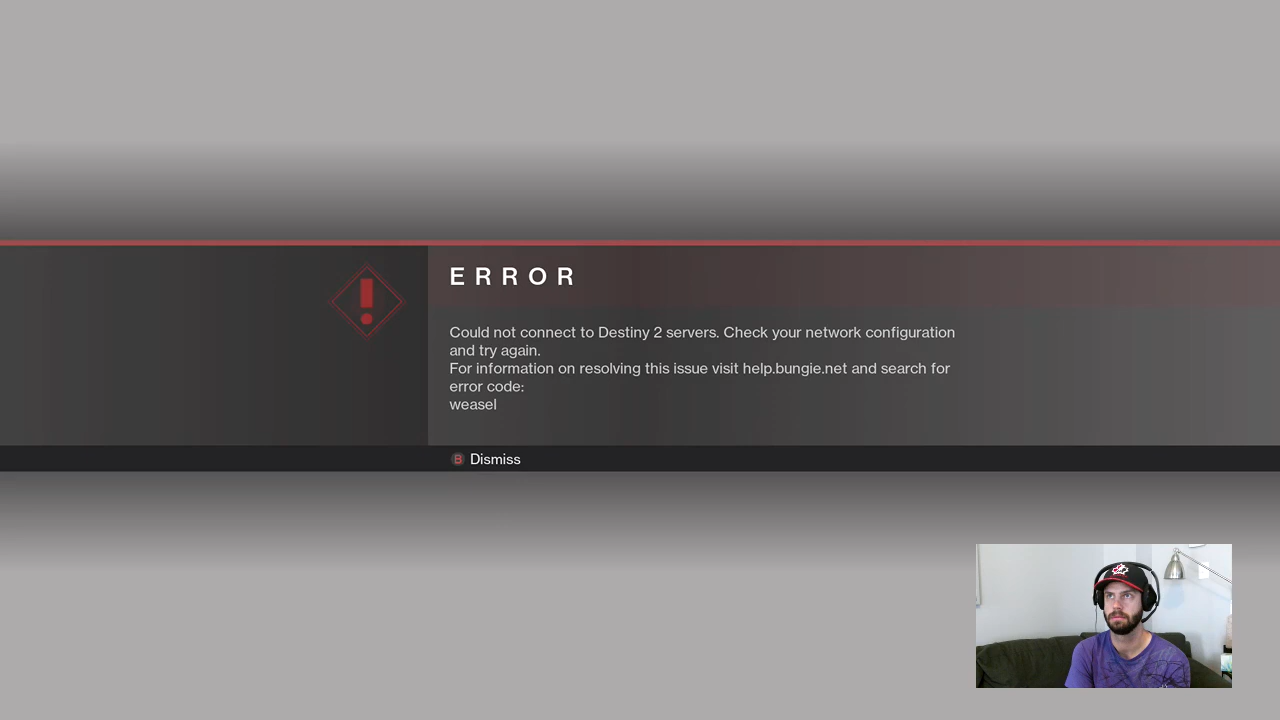 ERROR
Could not connect to Destiny 2 servers. Check your network configuration
and try again.
For information on resolving this issue visit help.bungie.net and search for
error code:
weasel
B Dismiss